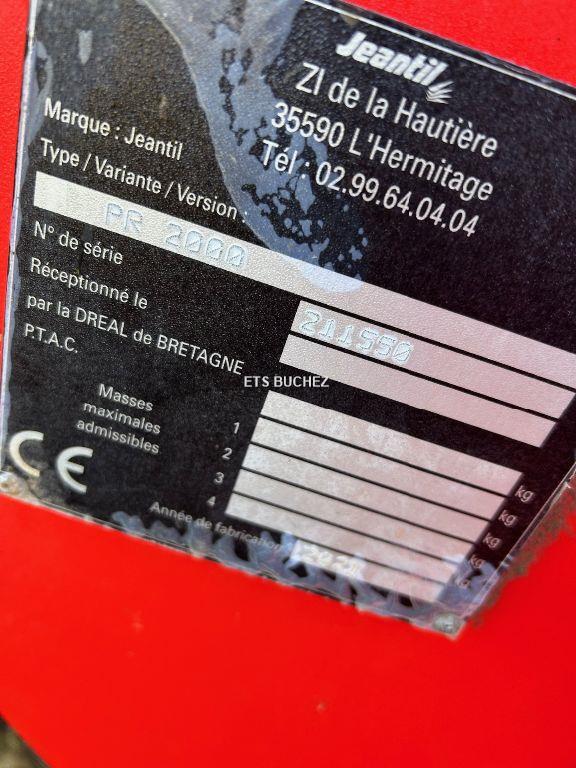 Jeantil
ZI de la Hautière
35590 L'Hermitage
Tél : 02.99.64.04.04
Marque : Jeantil
Type / Variante / Version :
PR 2000
N° de série
211550
Réceptionné le
par la DREAL de BRETAGNE
P.T.A.C.
ETS BUCHEZ
Masses
maximales
admissibles
1
2
3
4
kg
kg
kg
kg
kg
CE
Année de fabrication
2021